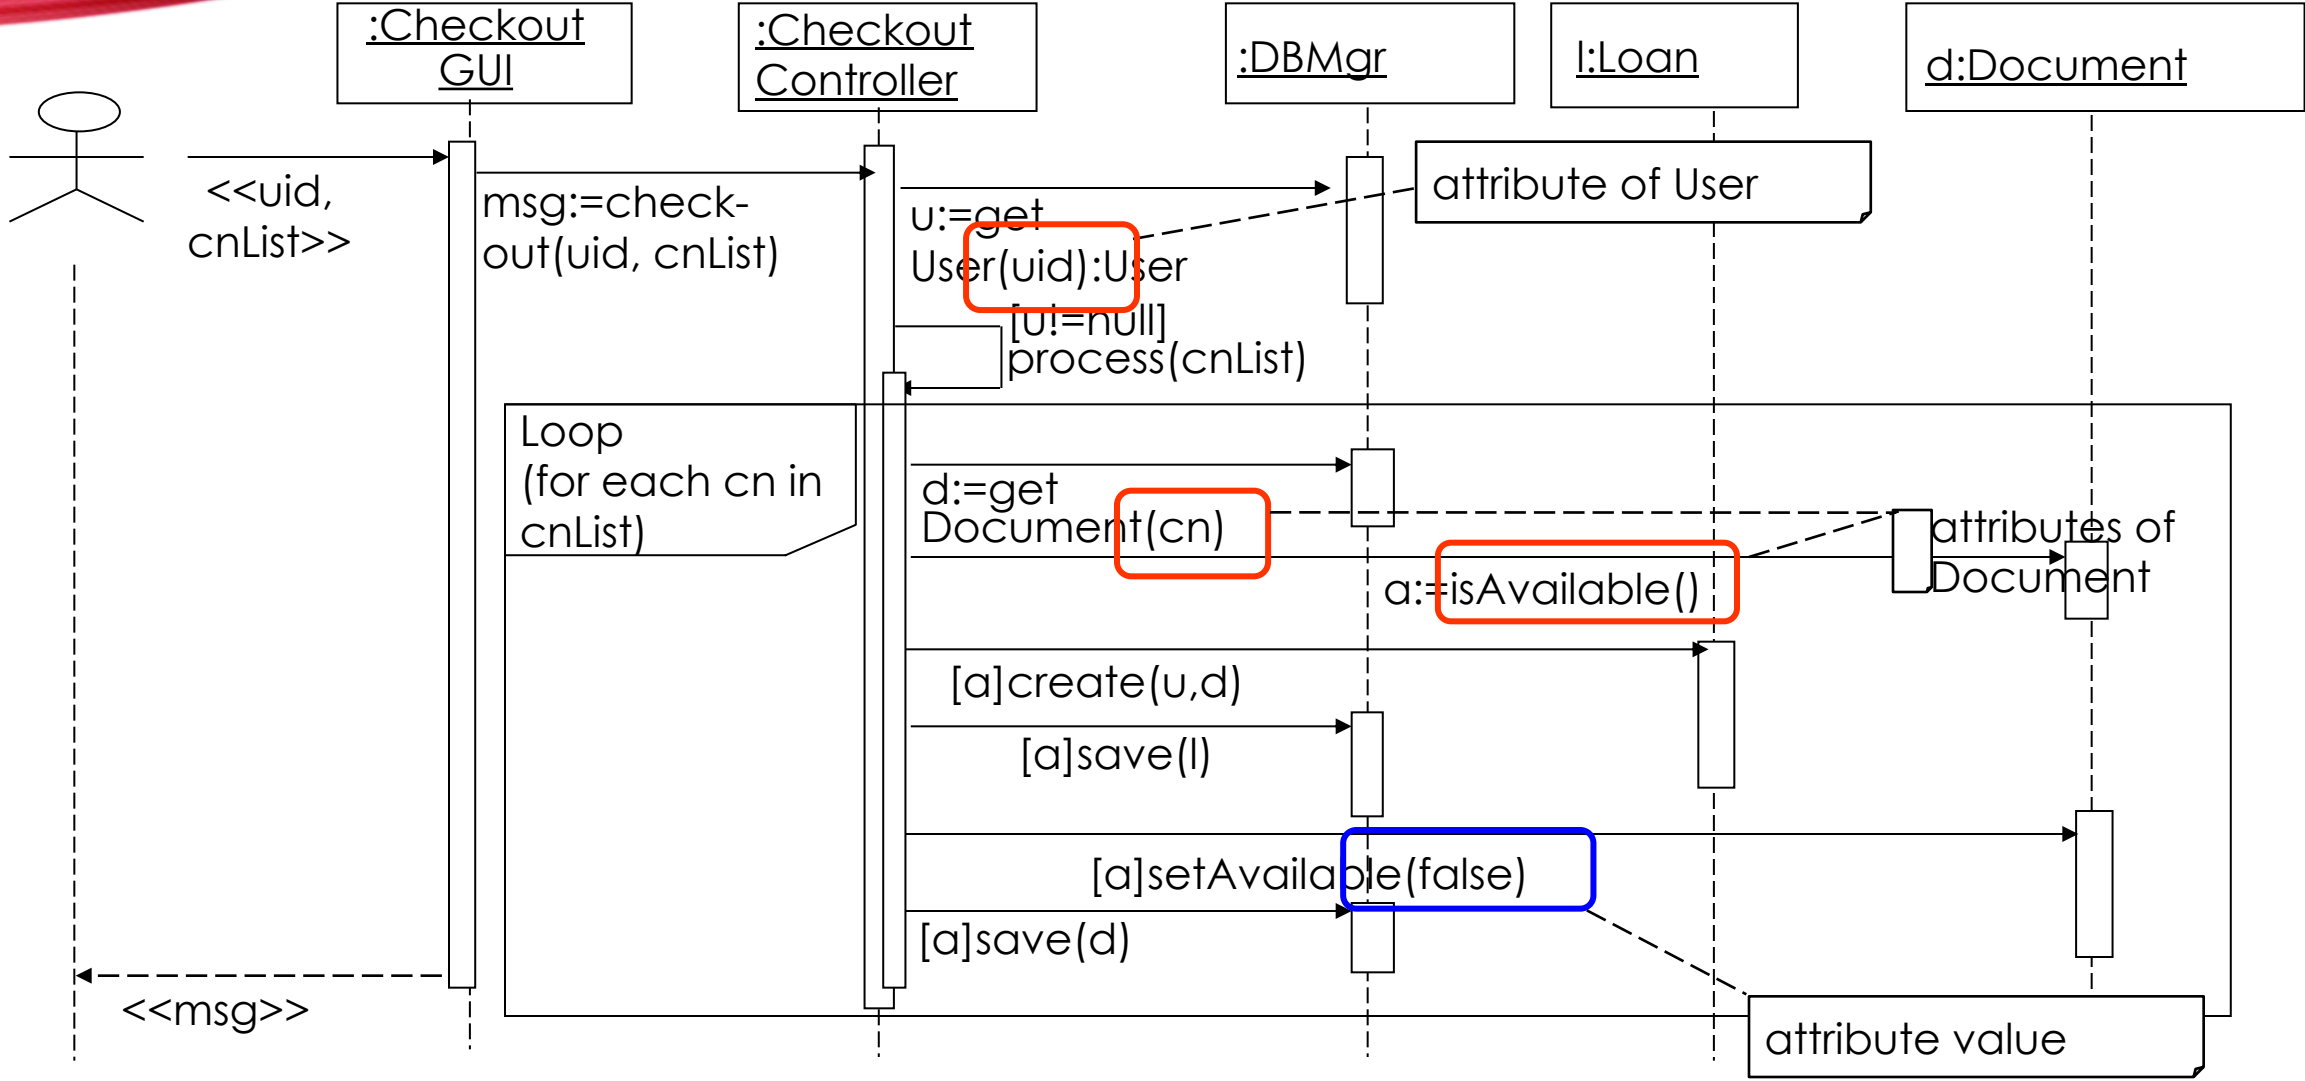 :Checkout
GUI
:Checkout
Controller
:DBMgr
l:Loan
d:Document
<<uid,
cnList>>
msg:=check-
out(uid, cnList)
u:=get
User(uid):User
attribute of User
[u!=null]
process(cnList)
Loop
(for each cn in
cnList)
d:=get
Document(cn)
attributes of
Document
a:=isAvailable()
[a]create(u,d)
[a]save(l)
[a]setAvailable(false)
[a]save(d)
<<msg>>
attribute value